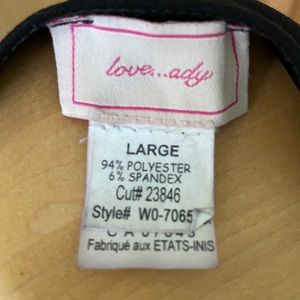 love...ady
LARGE
94% POLYESTER
6% SPANDEX
Cut# 23846
Style# W0-7065
Fabriqué aux ETATS-INIS